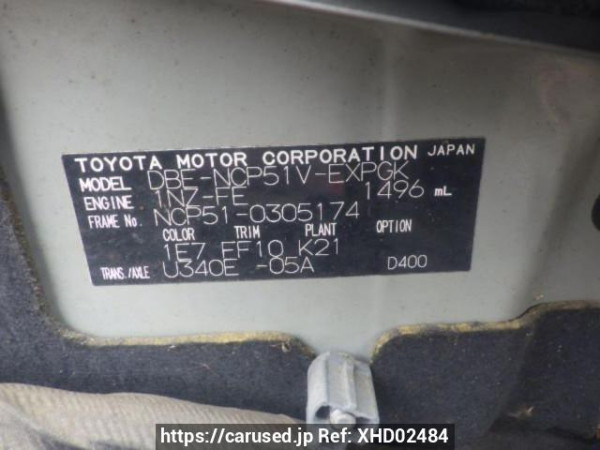 TOYOTA MOTOR CORPORATION JAPAN
MODEL DBE-NCP51V-EXPGK
ENGINE 1NZ-FE 1496 mL
FRAME No. NCP51-0305174
COLOR TRIM PLANT OPTION
1E7 FF10 K21
TRANS./AXLE U340E -05A D400
https://carused.jp Ref: XHD02484